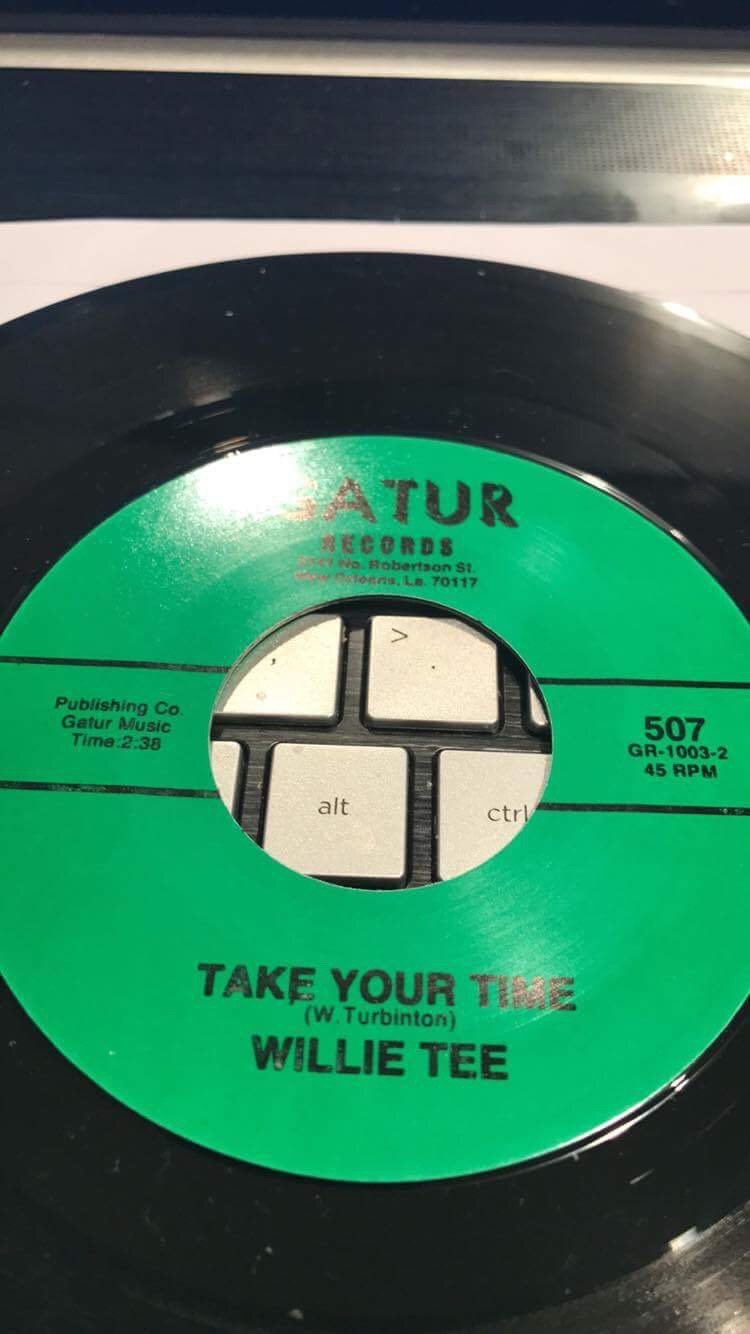 GATUR
RECORDS
No. Robertson St.
New Orleans, La. 70117
,
>
Publishing Co.
Gatur Music
Time:2:38
507
GR-1003-2
45 RPM
alt
ctrl
TAKE YOUR TIME
(W.Turbinton)
WILLIE TEE